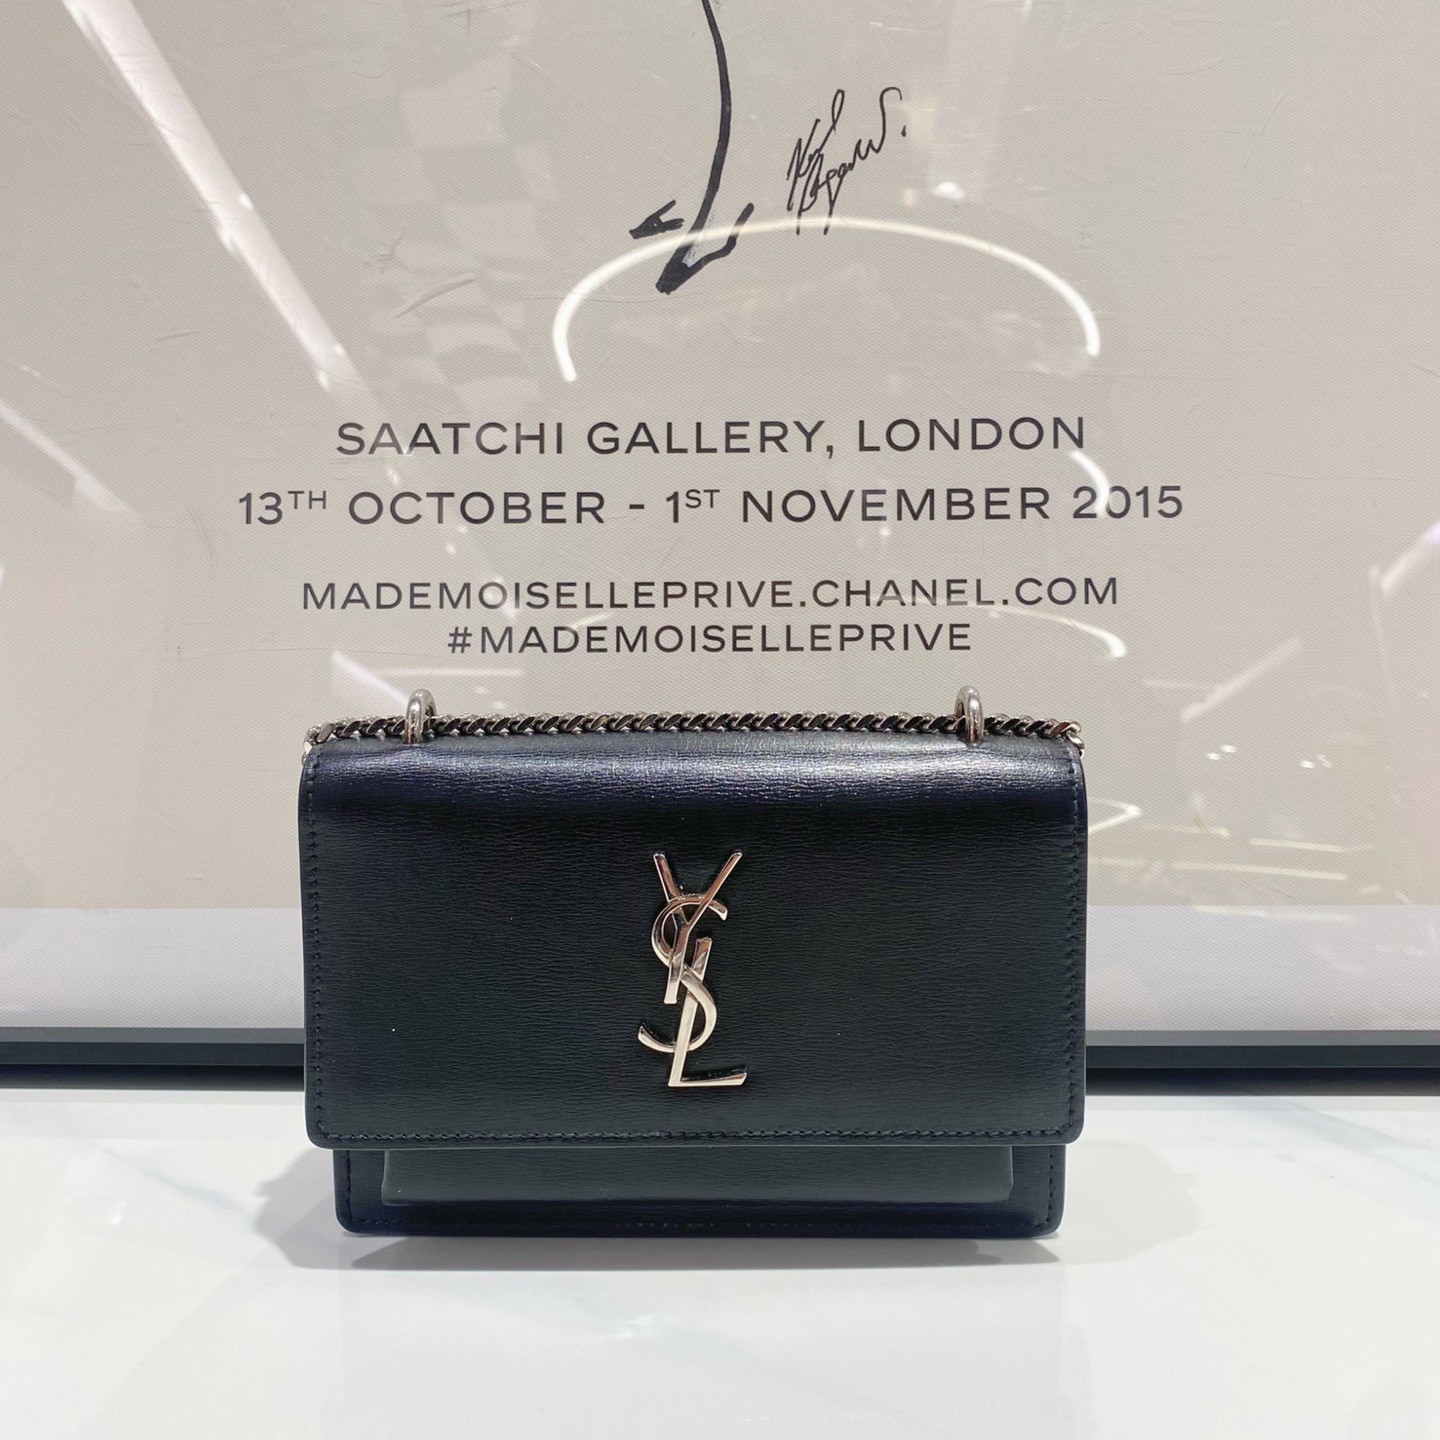 SAATCHI GALLERY, LONDON
13TH OCTOBER - 1ST NOVEMBER 2015
MADEMOISELLEPRIVE.CHANEL.COM
#MADEMOISELLEPRIVE
YSL